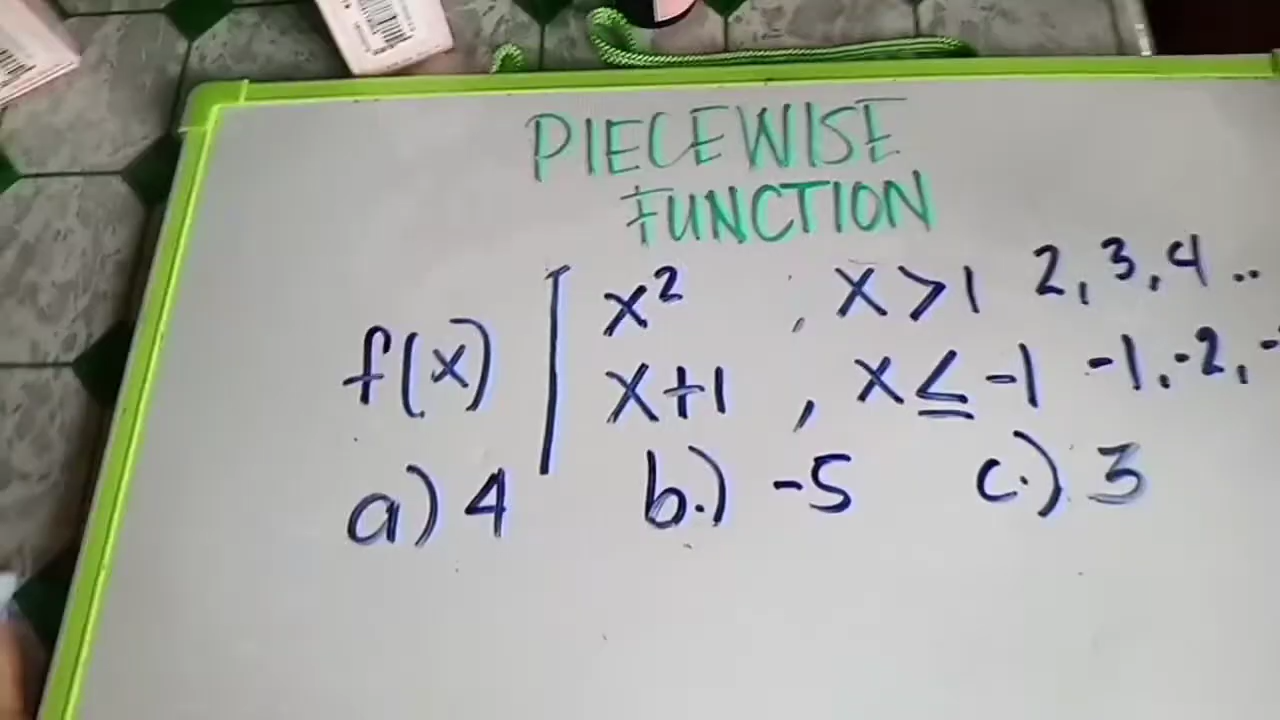 PIECEWISE
FUNCTION
f(x) x² , x>1 2, 3, 4 ..
x+1 , x≤-1 -1, -2, -
a) 4 b.) -5 c.) 3